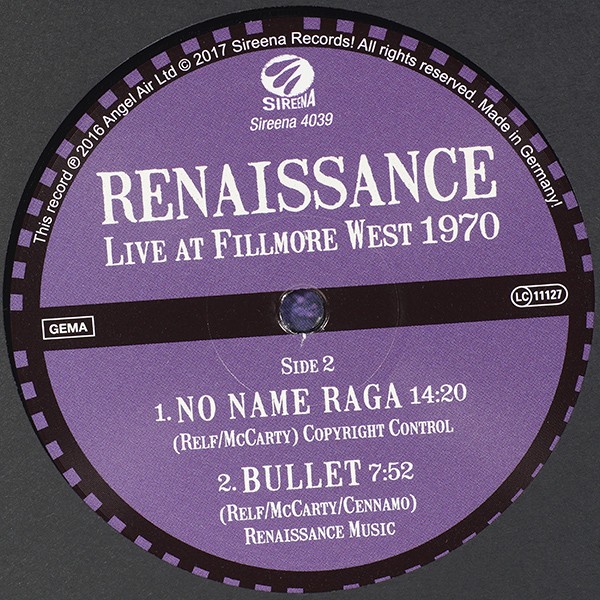 This record ℗ 2016 Angel Air Ltd © 2017 Sireena Records! All rights reserved. Made in Germany!
SIREENA
Sireena 4039
RENAISSANCE
LIVE AT FILLMORE WEST 1970
GEMA
LC 11127
SIDE 2
1. NO NAME RAGA 14:20
(RELF/MCCARTY) COPYRIGHT CONTROL
2. BULLET 7:52
(RELF/MCCARTY/CENNAMO)
RENAISSANCE MUSIC